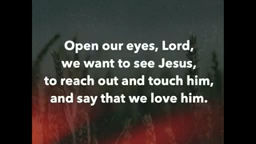 Open our eyes, Lord,
we want to see Jesus,
to reach out and touch him,
and say that we love him.